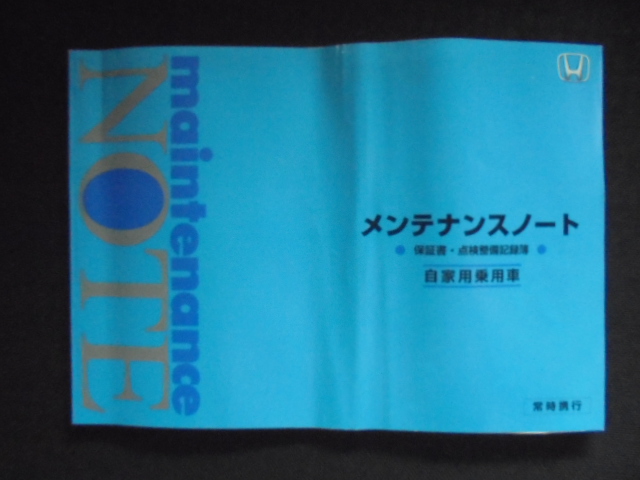 maintenance
NOTE
メンテナンスノート
保証書・点検整備記録簿
自家用乗用車
常時携行